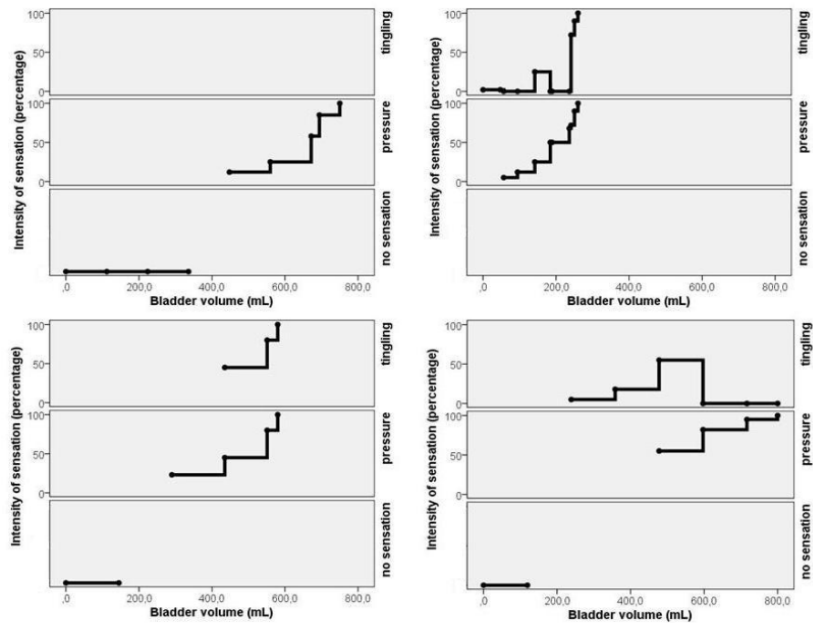 Intensity of sensation (percentage)
100
50
0
tingling
100
50
0
pressure
no sensation
,0
200,0
400,0
600,0
800,0
Bladder volume (mL)
Intensity of sensation (percentage)
100
50
0
tingling
100
50
0
pressure
no sensation
,0
200,0
400,0
600,0
800,0
Bladder volume (mL)
Intensity of sensation (percentage)
100
50
0
tingling
100
50
0
pressure
no sensation
,0
200,0
400,0
600,0
800,0
Bladder volume (mL)
Intensity of sensation (percentage)
100
50
0
tingling
100
50
0
pressure
no sensation
,0
200,0
400,0
600,0
800,0
Bladder volume (mL)